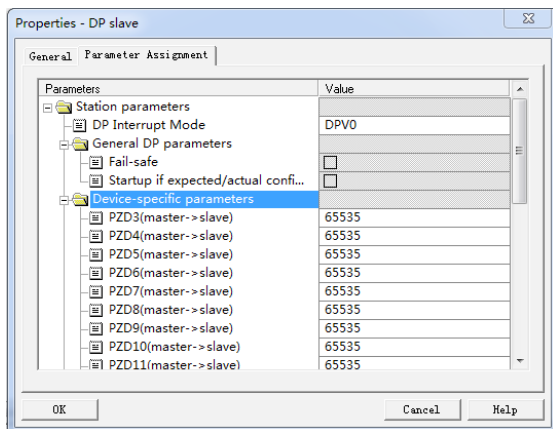 Properties - DP slave
General Parameter Assignment
Parameters Value
Station parameters
DP Interrupt Mode DPV0
General DP parameters
Fail-safe
Startup if expected/actual confi...
Device-specific parameters
PZD3(master->slave) 65535
PZD4(master->slave) 65535
PZD5(master->slave) 65535
PZD6(master->slave) 65535
PZD7(master->slave) 65535
PZD8(master->slave) 65535
PZD9(master->slave) 65535
PZD10(master->slave) 65535
PZD11(master->slave) 65535
OK Cancel Help